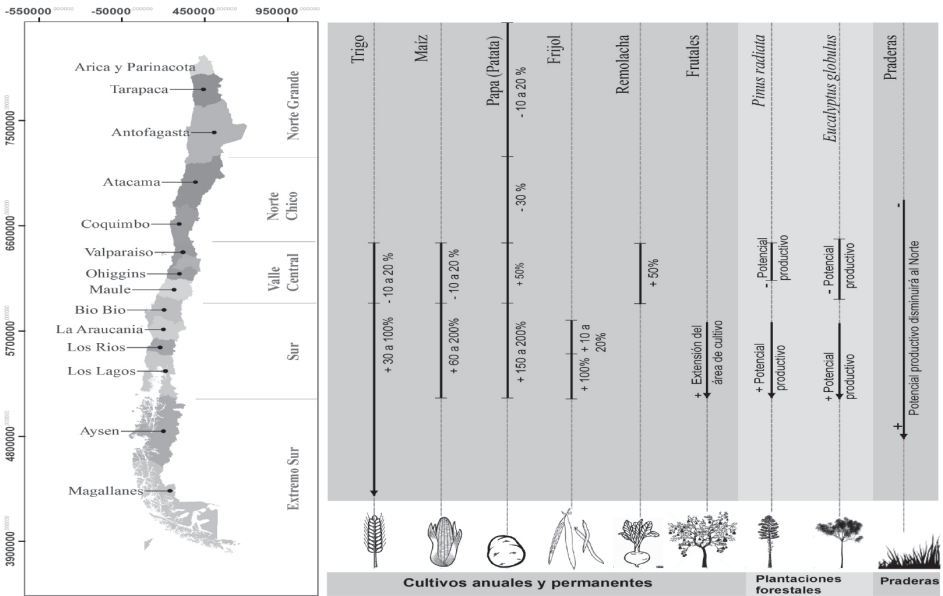 -550000
-50000
450000
9500000
7500000
6600000
5700000
4800000
3900000
Arica y Parinacota
Tarapaca
Antofagasta
Atacama
Coquimbo
Valparaiso
Ohiggins
Maule
Bio Bio
La Araucania
Los Rios
Los Lagos
Aysen
Magallanes
Norte Grande
Norte
Chico
Valle
Central
Sur
Extremo Sur
Trigo
- 10 a 20 %
+ 30 a 100%
Maíz
- 10 a 20 %
+ 60 a 200%
Papa (Patata)
- 10 a 20 %
- 30 %
+50%
+ 150 a 200%
Frijol
+ 10 a
20%
+ 100%
Remolacha
+ 50%
Frutales
+ Extensión del
área de cultivo
Pinus radiata
- Potencial
productivo
+ Potencial
productivo
Eucalyptus globulus
- Potencial
productivo
+ Potencial
productivo
Praderas
-
Potencial productivo disminuirá al Norte
+
Cultivos anuales y permanentes
Plantaciones
forestales
Praderas